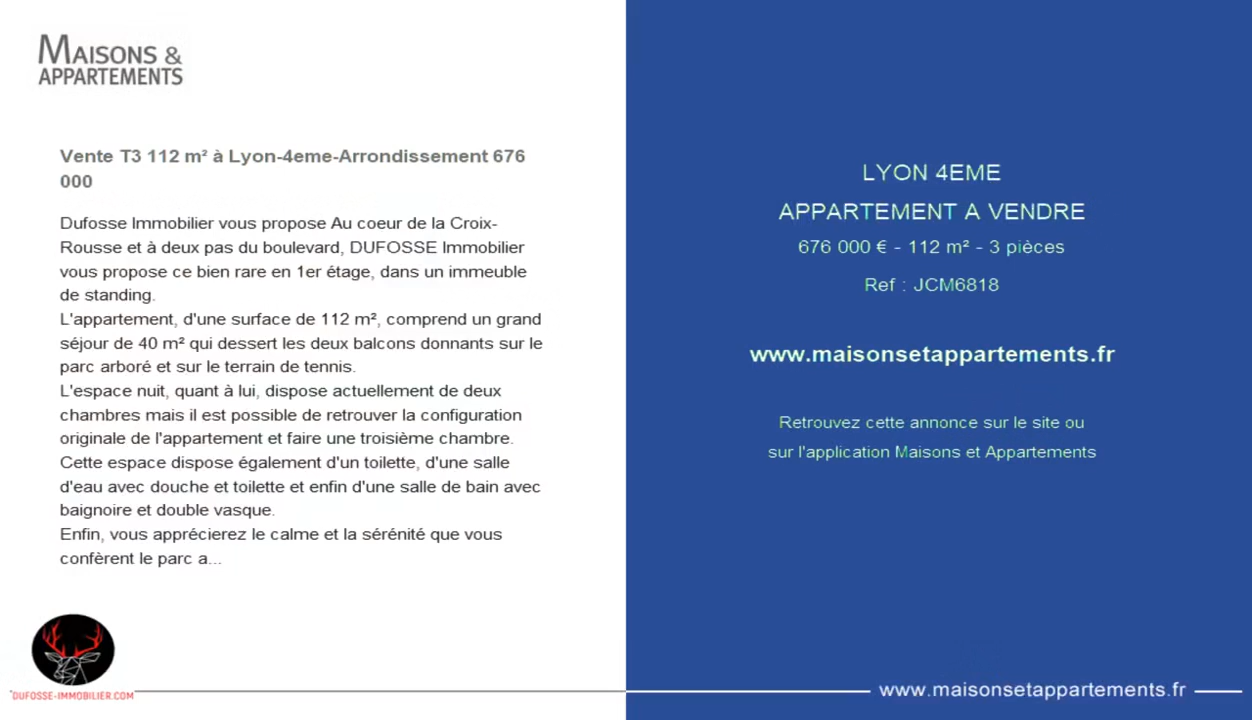 MAISONS &
APPARTEMENTS
Vente T3 112 m² à Lyon-4eme-Arrondissement 676
000
Dufosse Immobilier vous propose Au coeur de la Croix-
Rousse et à deux pas du boulevard, DUFOSSE Immobilier
vous propose ce bien rare en 1er étage, dans un immeuble
de standing.
L'appartement, d'une surface de 112 m², comprend un grand
séjour de 40 m² qui dessert les deux balcons donnants sur le
parc arboré et sur le terrain de tennis.
L'espace nuit, quant à lui, dispose actuellement de deux
chambres mais il est possible de retrouver la configuration
originale de l'appartement et faire une troisième chambre.
Cette espace dispose également d'un toilette, d'une salle
d'eau avec douche et toilette et enfin d'une salle de bain avec
baignoire et double vasque.
Enfin, vous apprécierez le calme et la sérénité que vous
confèrent le parc a...
DUFOSSE-IMMOBILIER.COM
LYON 4EME
APPARTEMENT A VENDRE
676 000 € - 112 m² - 3 pièces
Ref : JCM6818
www.maisonsetappartements.fr
Retrouvez cette annonce sur le site ou
sur l'application Maisons et Appartements
www.maisonsetappartements.fr